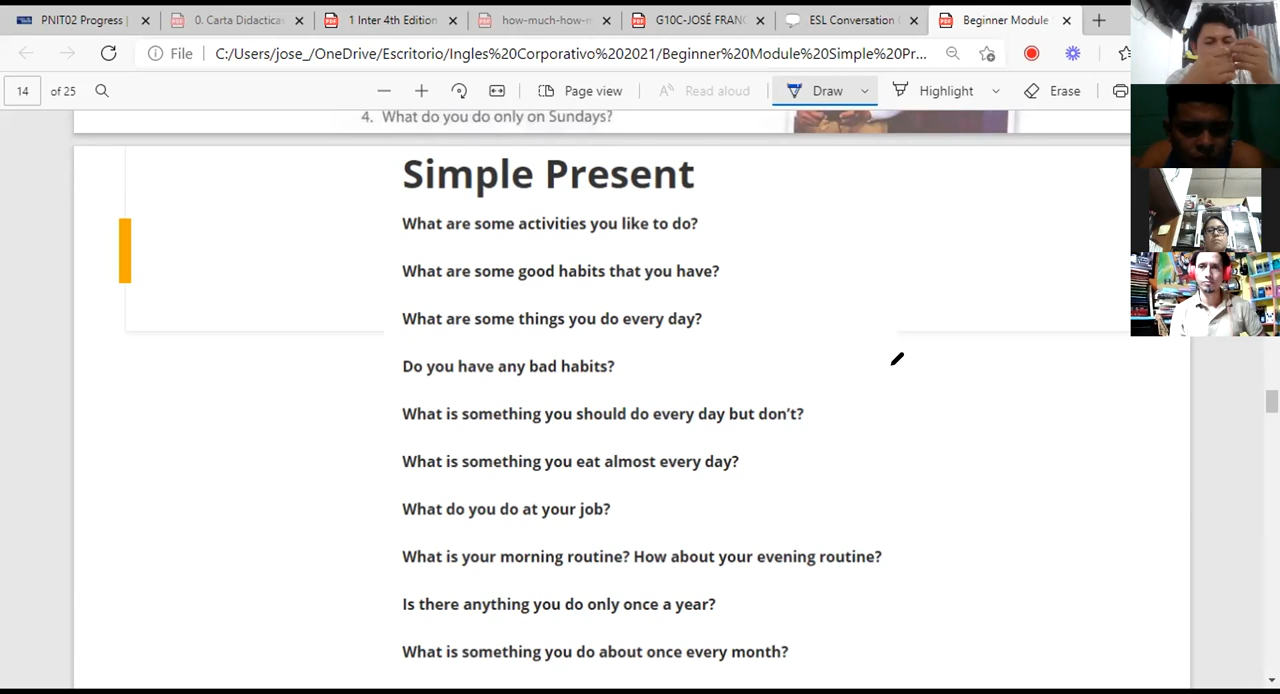 PNIT02 Progress
0. Carta Didactica
1 Inter 4th Edition
how-much-how-m
G10C-JOSÉ FRAN
ESL Conversation
Beginner Module
File
C:/Users/jose_/OneDrive/Escritorio/Ingles%20Corporativo%202021/Beginner%20Module%20Simple%20Pr...
14 of 25
Page view
Read aloud
Draw
Highlight
Erase
4. What do you do only on Sundays?
Simple Present
What are some activities you like to do?
What are some good habits that you have?
What are some things you do every day?
Do you have any bad habits?
What is something you should do every day but don't?
What is something you eat almost every day?
What do you do at your job?
What is your morning routine? How about your evening routine?
Is there anything you do only once a year?
What is something you do about once every month?